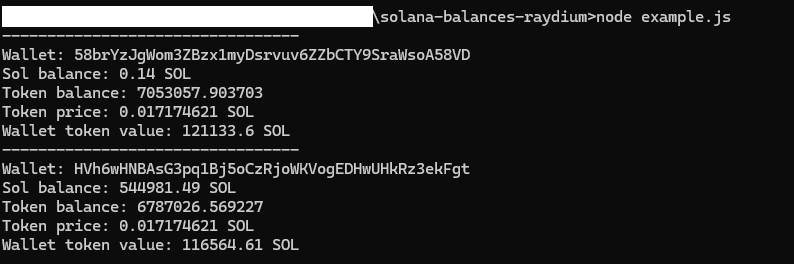 \solana-balances-raydium>node example.js
---------------------------------
Wallet: 58brYzJgWom3ZBzx1myDsrvuv6ZZbCTY9SraWsoA58VD
Sol balance: 0.14 SOL
Token balance: 7053057.903703
Token price: 0.017174621 SOL
Wallet token value: 121133.6 SOL
---------------------------------
Wallet: HVh6wHNBAsG3pq1Bj5oCzRjoWKVogEDHwUHkRz3ekFgt
Sol balance: 544981.49 SOL
Token balance: 6787026.569227
Token price: 0.017174621 SOL
Wallet token value: 116564.61 SOL